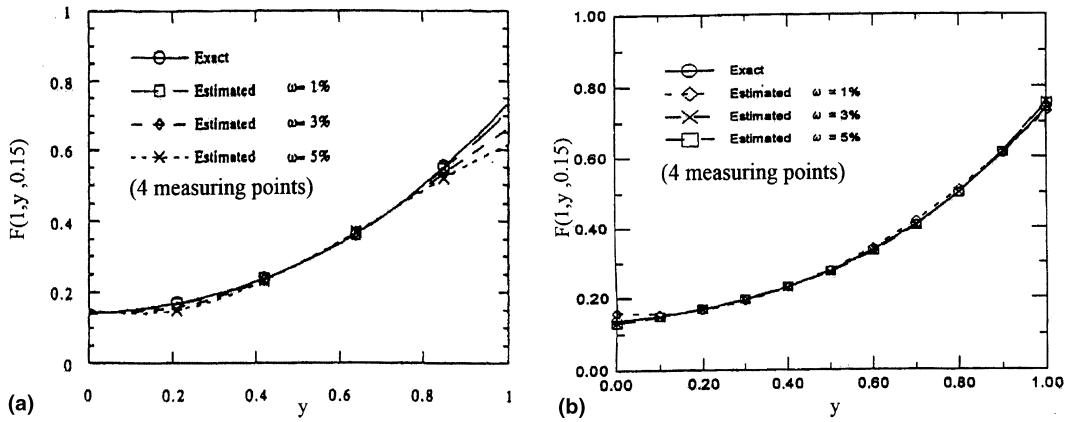 1
0.8
0.6
0.4
0.2
0
0 0.2 0.4 0.6 0.8 1
F(1,y ,0.15)
y
Exact
Estimated ω= 1%
Estimated ω= 3%
Estimated ω= 5%
(4 measuring points)
(a)
1.00
0.80
0.60
0.40
0.20
0.00
0.00 0.20 0.40 0.60 0.80 1.00
F(1,y ,0.15)
y
Exact
Estimated ω = 1%
Estimated ω = 3%
Estimated ω = 5%
(4 measuring points)
(b)